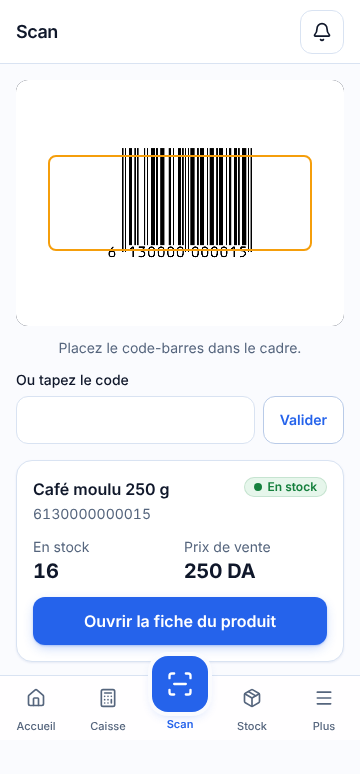 Scan
6 130000 000015
Placez le code-barres dans le cadre.
Ou tapez le code
Valider
Café moulu 250 g
En stock
6130000000015
En stock
Prix de vente
16
250 DA
Ouvrir la fiche du produit
Accueil
Caisse
Scan
Stock
Plus